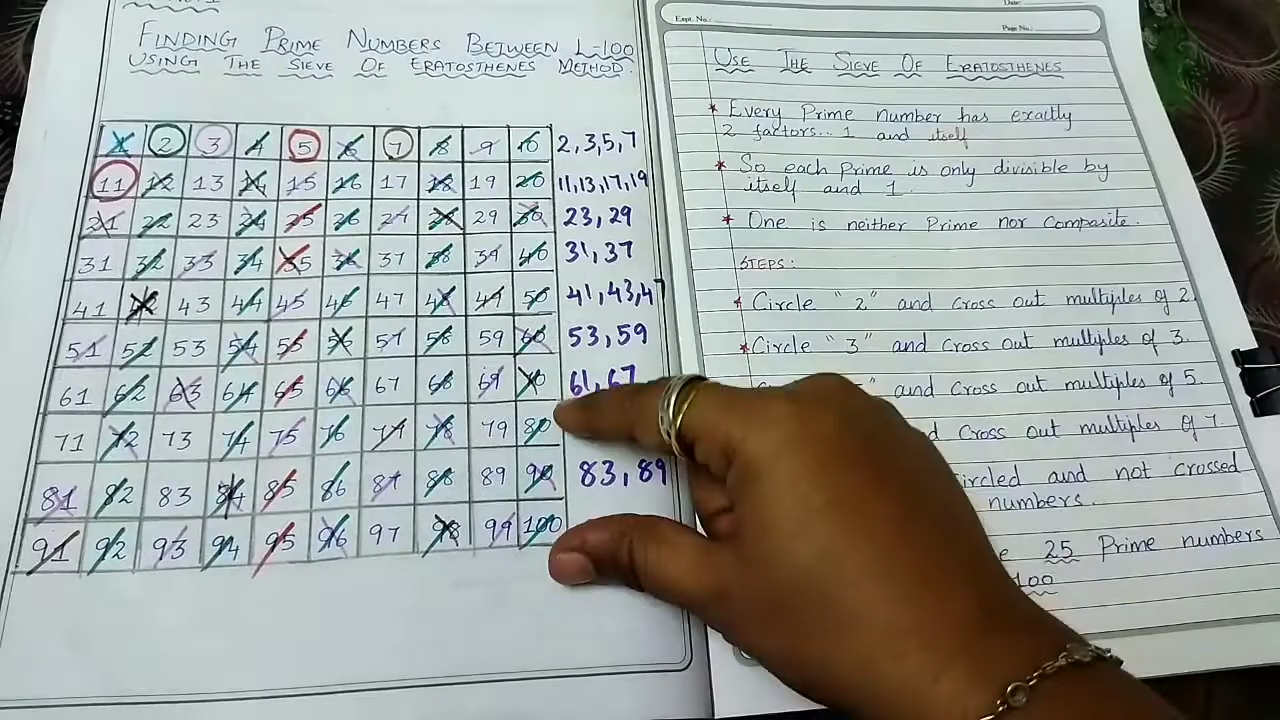 FINDING PRIME NUMBERS BETWEEN 1-100
USING THE SIEVE OF ERATOSTHENES METHOD.
1 2 3 4 5 6 7 8 9 10 2,3,5,7
11 12 13 14 15 16 17 18 19 20 11,13,17,19
21 22 23 24 25 26 27 28 29 30 23,29
31 32 33 34 35 36 37 38 39 40 31,37
41 42 43 44 45 46 47 48 49 50 41,43,47
51 52 53 54 55 56 57 58 59 60 53,59
61 62 63 64 65 66 67 68 69 70 61,67
71 72 73 74 75 76 77 78 79 80
81 82 83 84 85 86 87 88 89 90 83,89
91 92 93 94 95 96 97 98 99 100
Date:
Expt. No.:
Page No.:
USE THE SIEVE OF ERATOSTHENES
* Every Prime number has exactly
2 factors... 1 and itself
* So each Prime is only divisible by
itself and 1.
* One is neither Prime nor Composite.
STEPS:
* Circle "2" and Cross out multiples of 2.
* Circle "3" and Cross out multiples of 3.
" and Cross out multiples of 5.
Cross out multiples of 7.
circled and not crossed
numbers.
25 Prime numbers
100